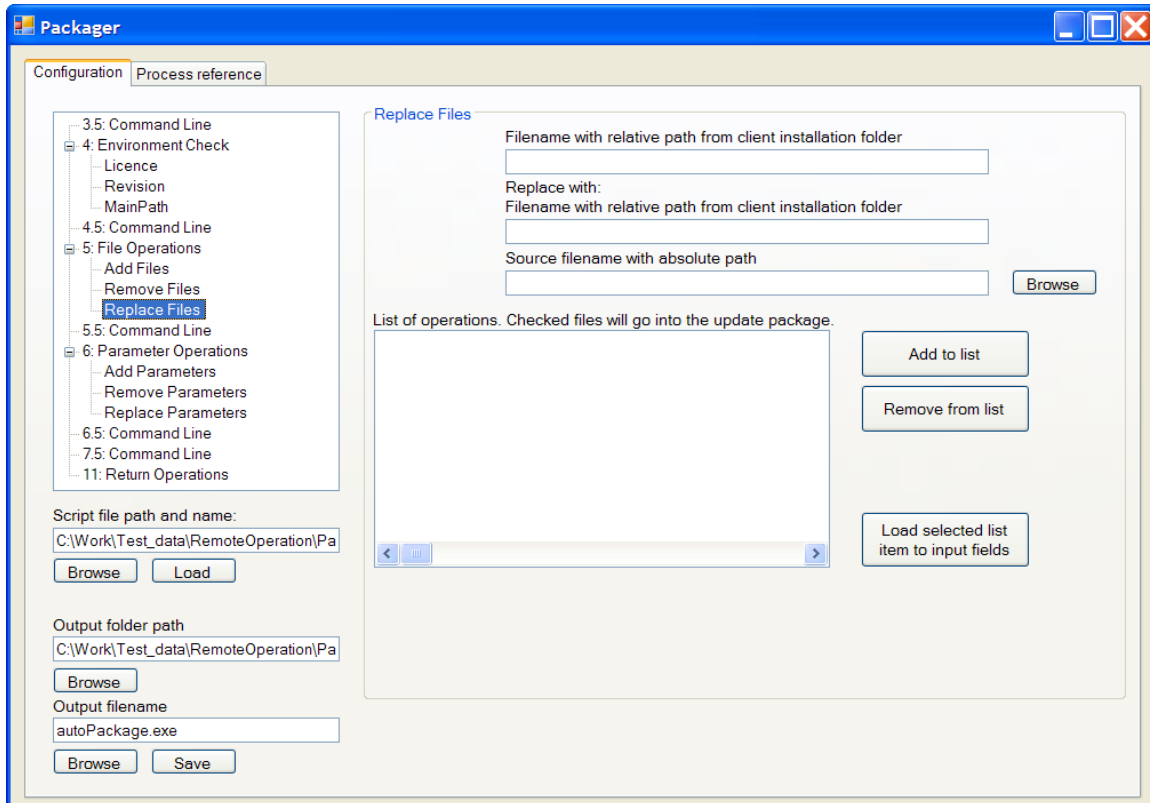 Packager
Configuration
Process reference
3.5: Command Line
4: Environment Check
Licence
Revision
MainPath
4.5: Command Line
5: File Operations
Add Files
Remove Files
Replace Files
5.5: Command Line
6: Parameter Operations
Add Parameters
Remove Parameters
Replace Parameters
6.5: Command Line
7.5: Command Line
11: Return Operations
Script file path and name:
C:\Work\Test_data\RemoteOperation\Pa
Browse
Load
Output folder path
C:\Work\Test_data\RemoteOperation\Pa
Browse
Output filename
autoPackage.exe
Browse
Save
Replace Files
Filename with relative path from client installation folder
Replace with:
Filename with relative path from client installation folder
Source filename with absolute path
Browse
List of operations. Checked files will go into the update package.
Add to list
Remove from list
Load selected list
item to input fields